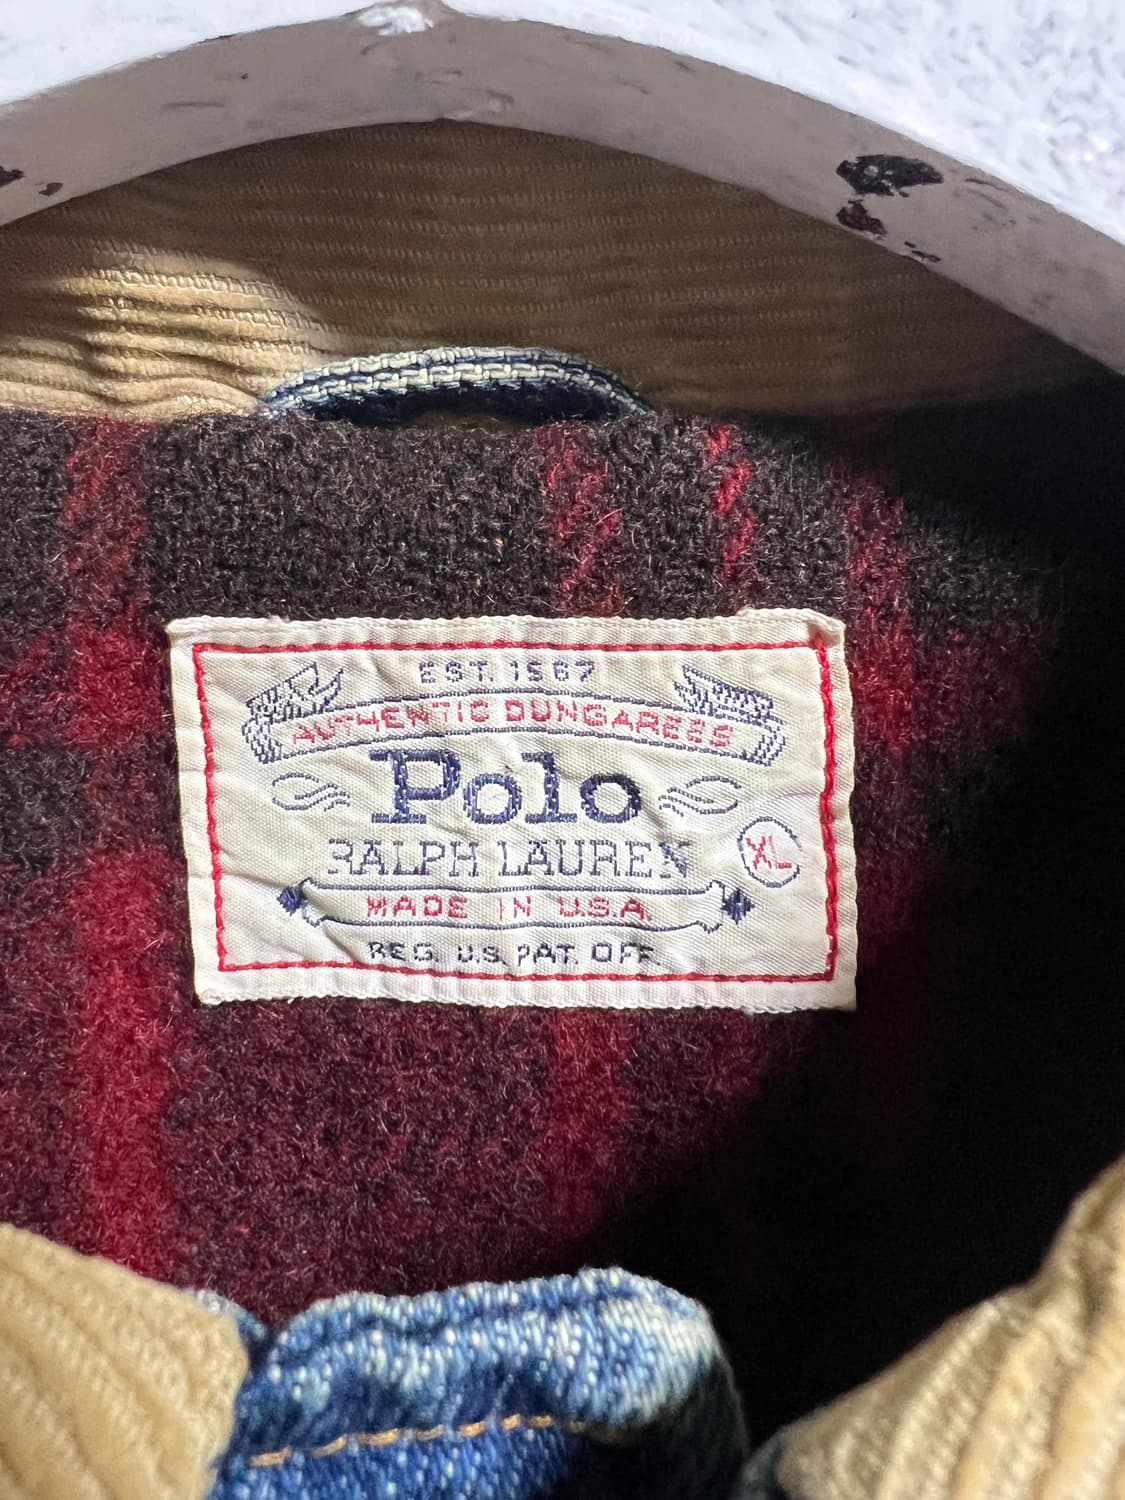 EST. 1967
AUTHENTIC DUNGAREES
Polo
RALPH LAUREN
XL
MADE IN U.S.A.
REG. U.S. PAT. OFF.